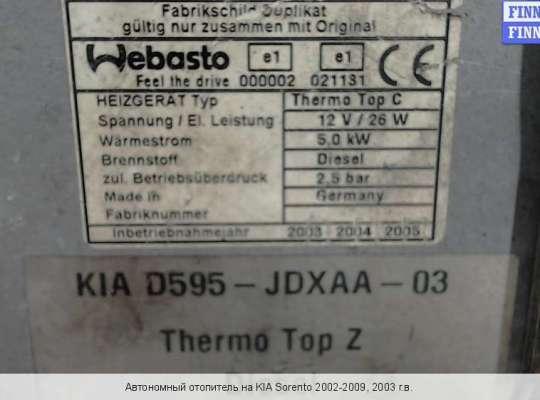 Fabrikschild Duplikat
gültig nur zusammen mit Original
FINN
FINN
Webasto e1 e1 CE
Feel the drive 000002 021131
HEIZGERÄT Typ Thermo Top C
Spannung / El. Leistung 12 V / 26 W
Wärmestrom 5,0 kW
Brennstoff Diesel
zul. Betriebsüberdruck 2,5 bar
Made in Germany
Fabriknummer
Inbetriebnahmejahr 2003 2004 2005
KIA D595-JDXAA-03
Thermo Top Z
Автономный отопитель на KIA Sorento 2002-2009, 2003 г.в.